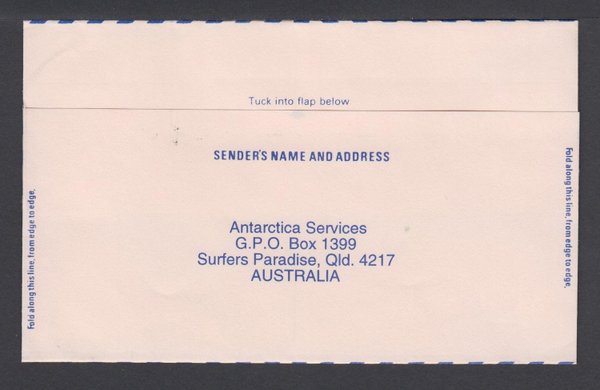 Tuck into flap below
SENDER'S NAME AND ADDRESS
Antarctica Services
G.P.O. Box 1399
Surfers Paradise, Qld. 4217
AUSTRALIA
Fold along this line, from edge to edge.
Fold along this line, from edge to edge.